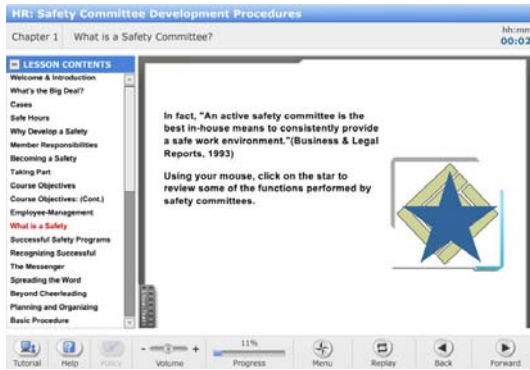 HR: Safety Committee Development Procedures
Chapter 1 What is a Safety Committee?
hh:mm
00:02
LESSON CONTENTS
Welcome & Introduction
What's the Big Deal?
Cases
Safe Hours
Why Develop a Safety
Member Responsibilities
Becoming a Safety
Taking Part
Course Objectives
Course Objectives: (Cont.)
Employee-Management
What is a Safety
Successful Safety Programs
Recognizing Successful
The Messenger
Spreading the Word
Beyond Cheerleading
Planning and Organizing
Basic Procedure
In fact, "An active safety committee is the
best in-house means to consistently provide
a safe work environment."(Business & Legal
Reports, 1993)
Using your mouse, click on the star to
review some of the functions performed by
safety committees.
Tutorial
Help
Policy
- +
Volume
11%
Progress
Menu
Replay
Back
Forward